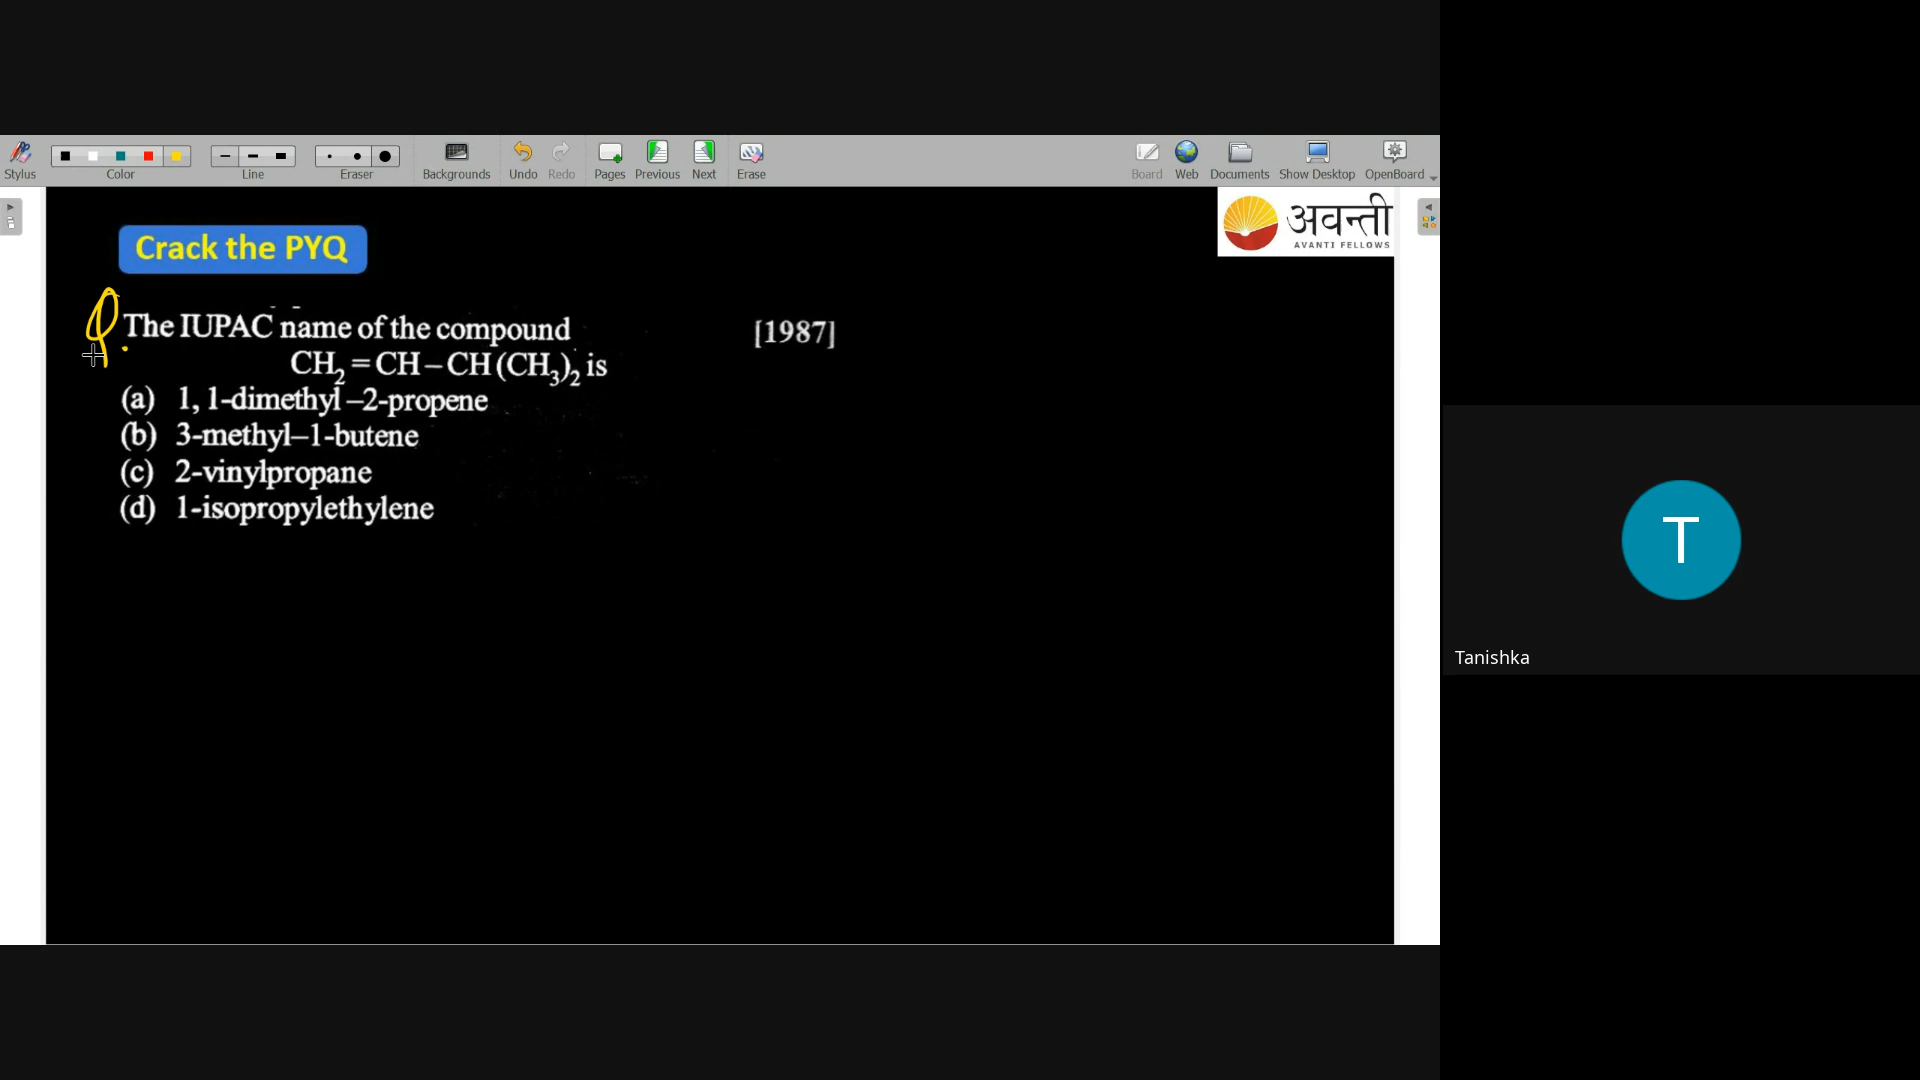 Stylus Color Line Eraser Backgrounds Undo Redo Pages Previous Next Erase Board Web Documents Show Desktop OpenBoard
अवन्ती
AVANTI FELLOWS
Crack the PYQ
Q. The IUPAC name of the compound [1987]
CH₂ = CH – CH (CH₃)₂ is
(a) 1, 1-dimethyl –2-propene
(b) 3-methyl–1-butene
(c) 2-vinylpropane
(d) 1-isopropylethylene
T
Tanishka